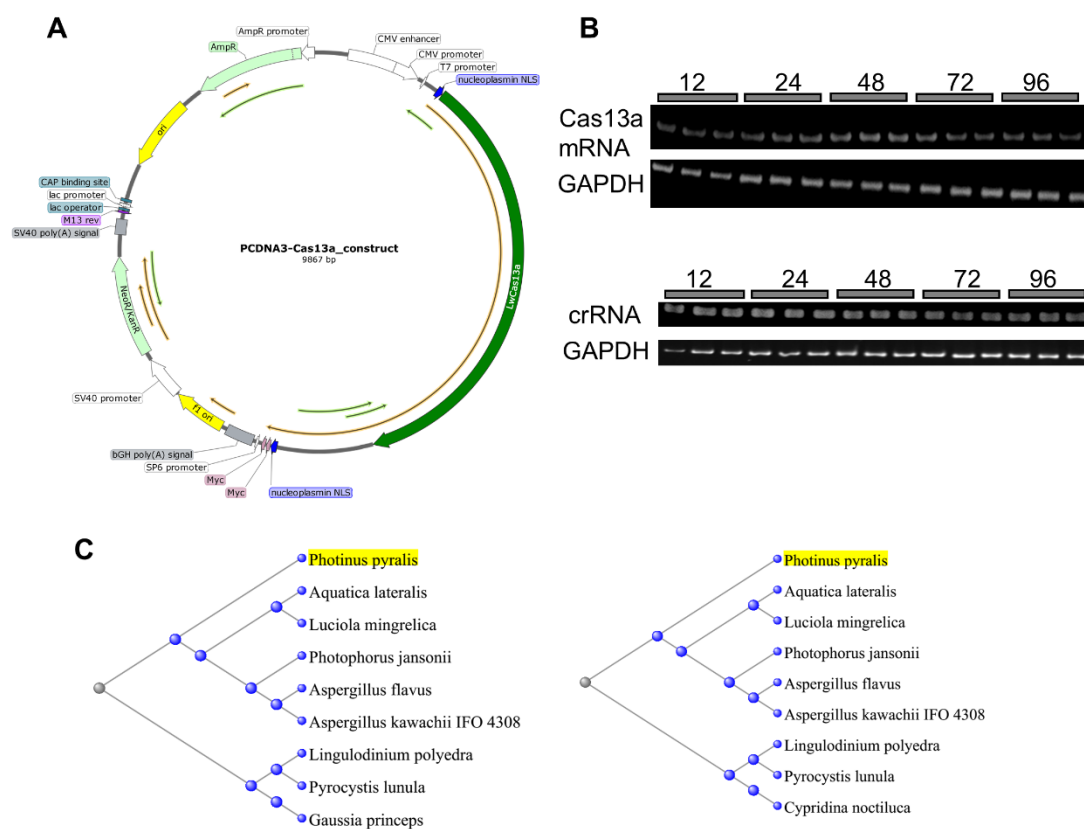 A
AmpR promoter
AmpR
CMV enhancer
CMV promoter
T7 promoter
nucleoplasmin NLS
ori
CAP binding site
lac promoter
lac operator
M13 rev
SV40 poly(A) signal
PCDNA3-Cas13a_construct
9867 bp
LwCas13a
NeoR/KanR
SV40 promoter
f1 ori
bGH poly(A) signal
SP6 promoter
Myc
Myc
nucleoplasmin NLS
B
12 24 48 72 96
Cas13a
mRNA
GAPDH
12 24 48 72 96
crRNA
GAPDH
C
Photinus pyralis
Aquatica lateralis
Luciola mingrelica
Photophorus jansonii
Aspergillus flavus
Aspergillus kawachii IFO 4308
Lingulodinium polyedra
Pyrocystis lunula
Gaussia princeps
Photinus pyralis
Aquatica lateralis
Luciola mingrelica
Photophorus jansonii
Aspergillus flavus
Aspergillus kawachii IFO 4308
Lingulodinium polyedra
Pyrocystis lunula
Cypridina noctiluca